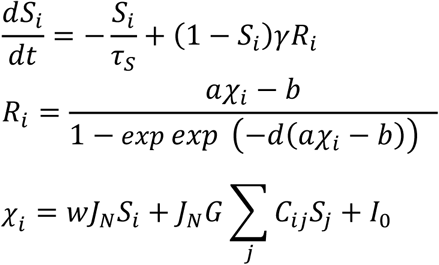 dS_i/dt = −S_i/τ_S + (1 − S_i)γR_i
R_i = (aχ_i − b)/(1 − exp exp (−d(aχ_i − b)))
χ_i = wJ_N S_i + J_N G ∑_j C_ij S_j + I_0